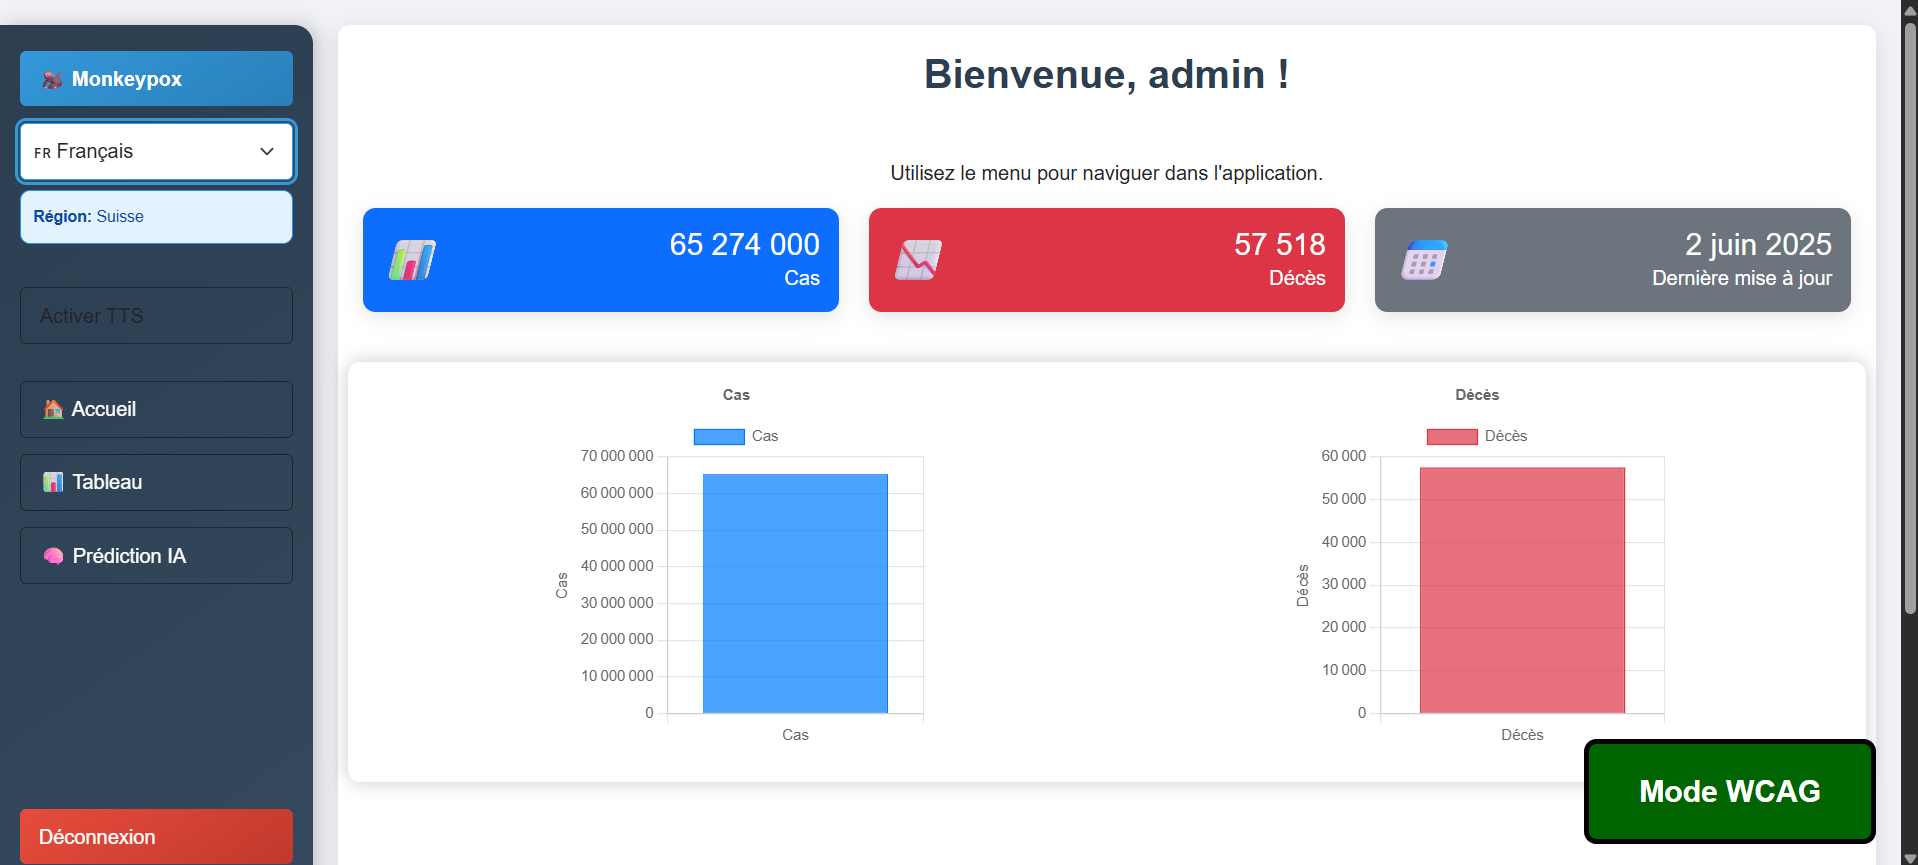 Monkeypox
FR Français
Région: Suisse
Activer TTS
Accueil
Tableau
Prédiction IA
Déconnexion
Bienvenue, admin !
Utilisez le menu pour naviguer dans l'application.
65 274 000
Cas
57 518
Décès
2 juin 2025
Dernière mise à jour
Cas
Cas
70 000 000
60 000 000
50 000 000
40 000 000
30 000 000
20 000 000
10 000 000
0
Cas
Cas
Décès
Décès
60 000
50 000
40 000
30 000
20 000
10 000
0
Décès
Décès
Mode WCAG